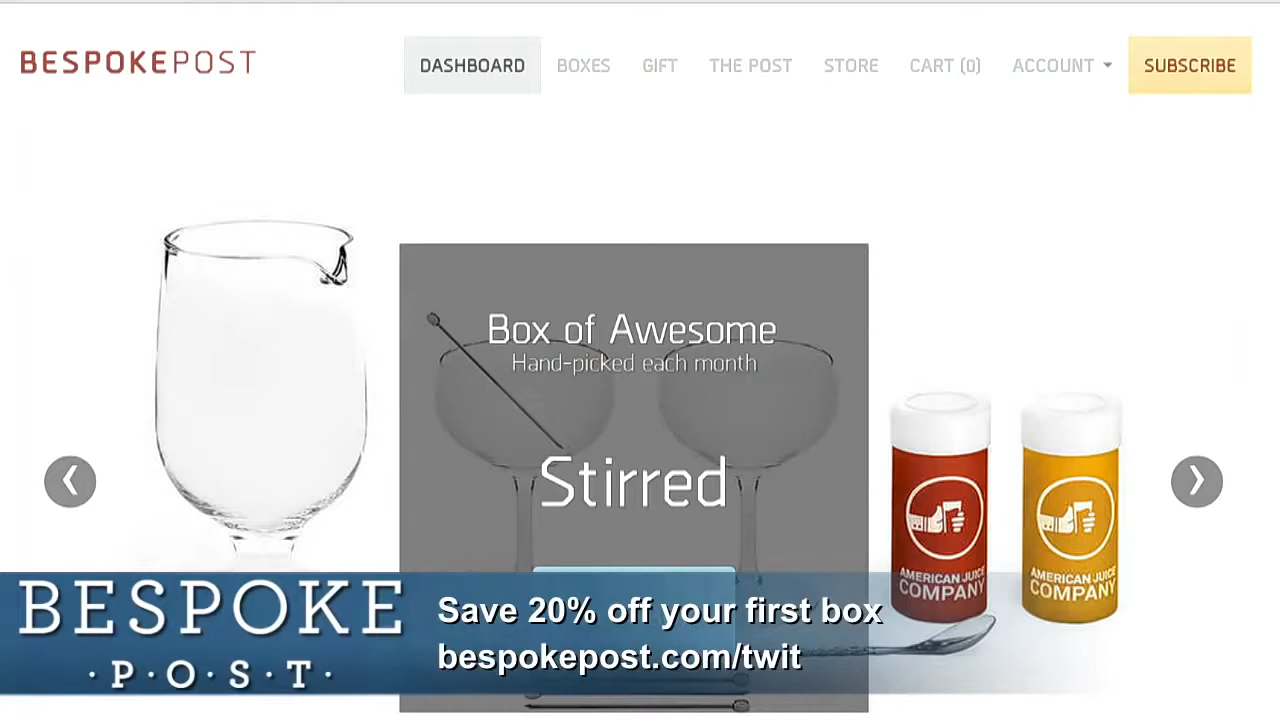 BESPOKEPOST
DASHBOARD BOXES GIFT THE POST STORE CART (0) ACCOUNT SUBSCRIBE
Box of Awesome
Hand-picked each month
Stirred
AMERICAN JUICE
COMPANY
AMERICAN JUICE
COMPANY
BESPOKE
·P·O·S·T·
Save 20% off your first box
bespokepost.com/twit